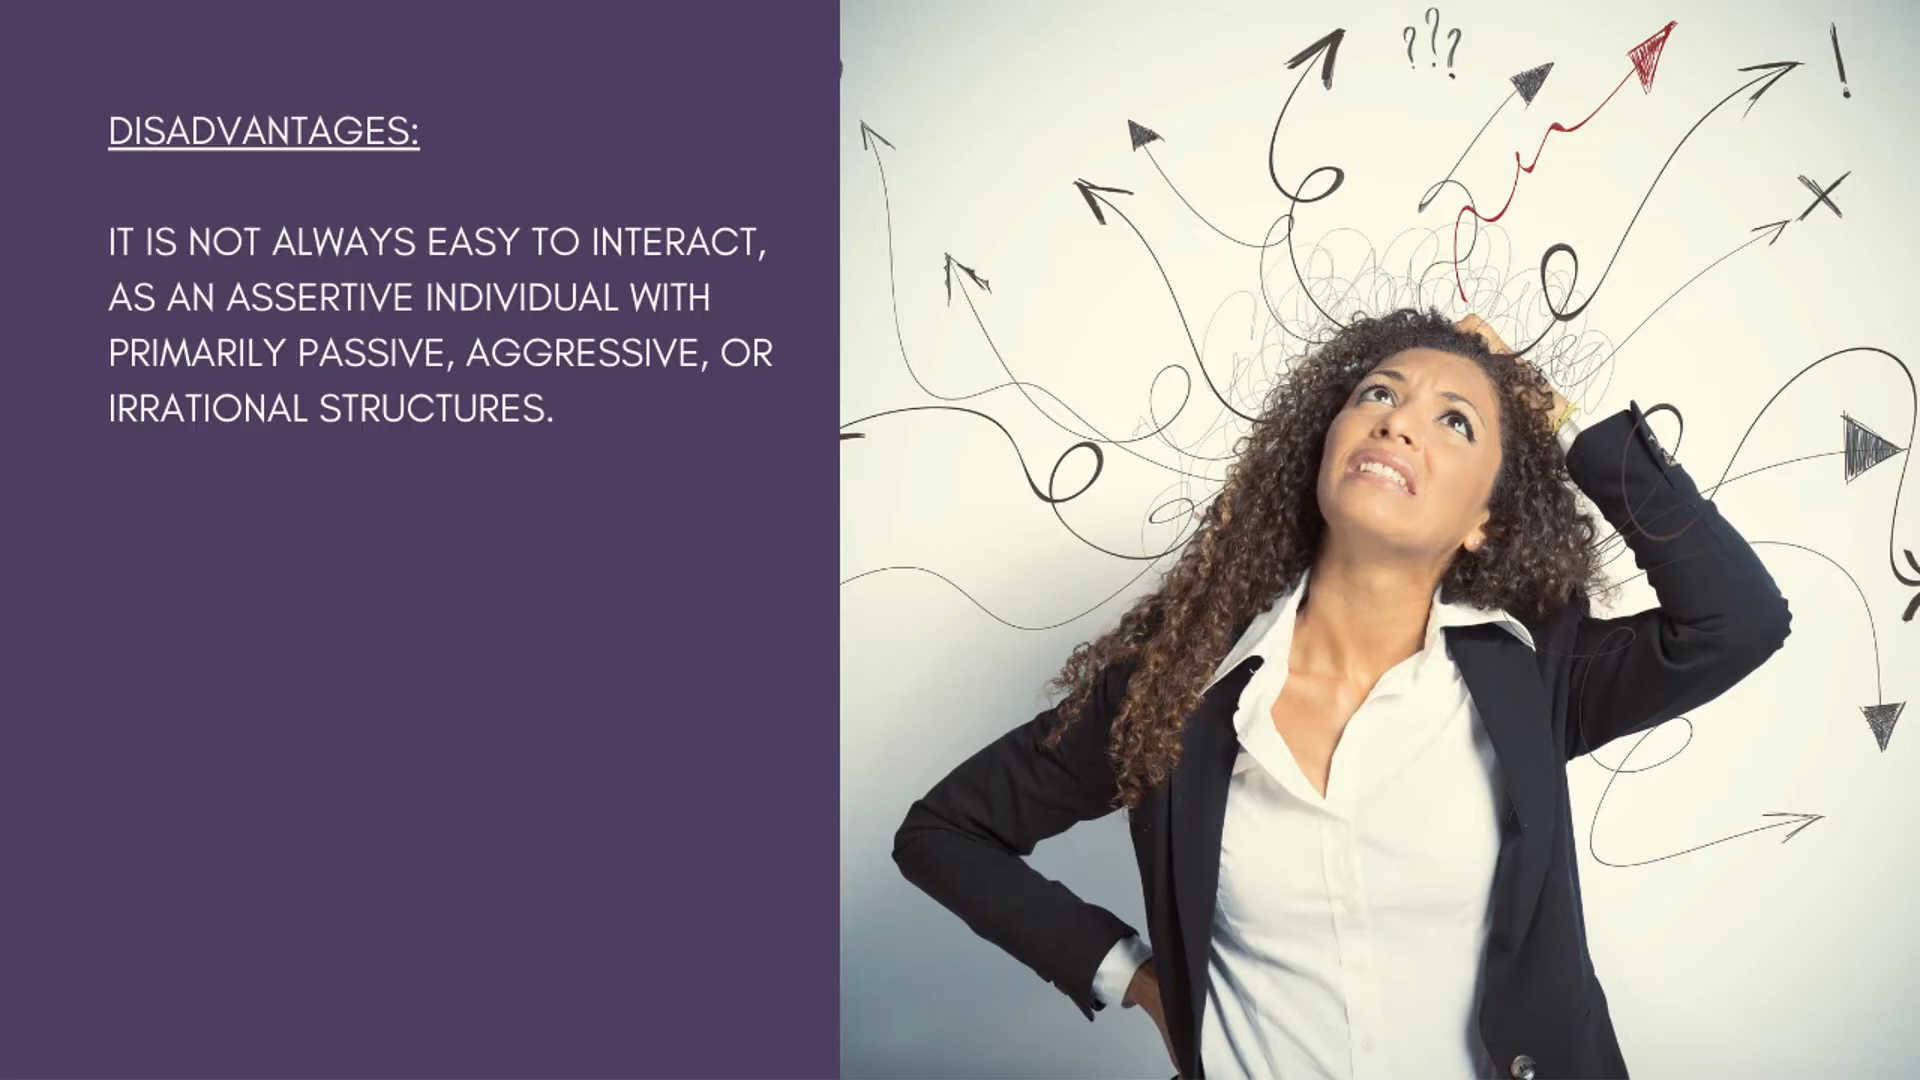 DISADVANTAGES:
IT IS NOT ALWAYS EASY TO INTERACT,
AS AN ASSERTIVE INDIVIDUAL WITH
PRIMARILY PASSIVE, AGGRESSIVE, OR
IRRATIONAL STRUCTURES.
???
!